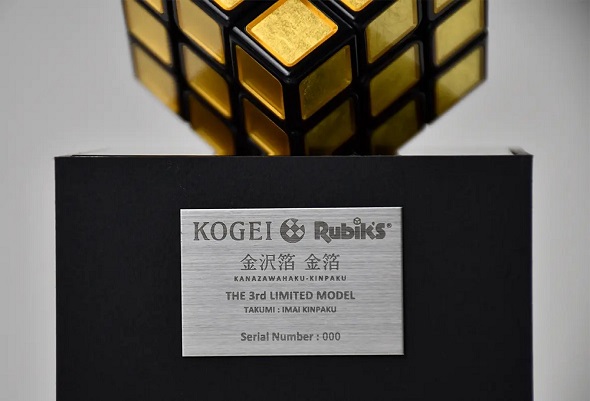 KOGEI Rubik's®
金沢箔 金箔
KANAZAWAHAKU-KINPAKU
THE 3rd LIMITED MODEL
TAKUMI : IMAI KINPAKU
Serial Number : 000